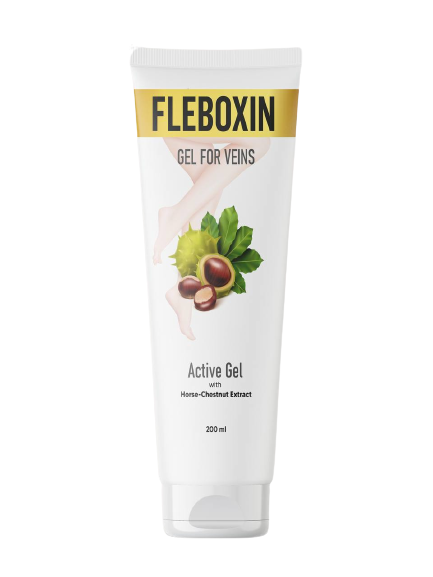 FLEBOXIN
GEL FOR VEINS
Active Gel
with
Horse-Chestnut Extract
200 ml